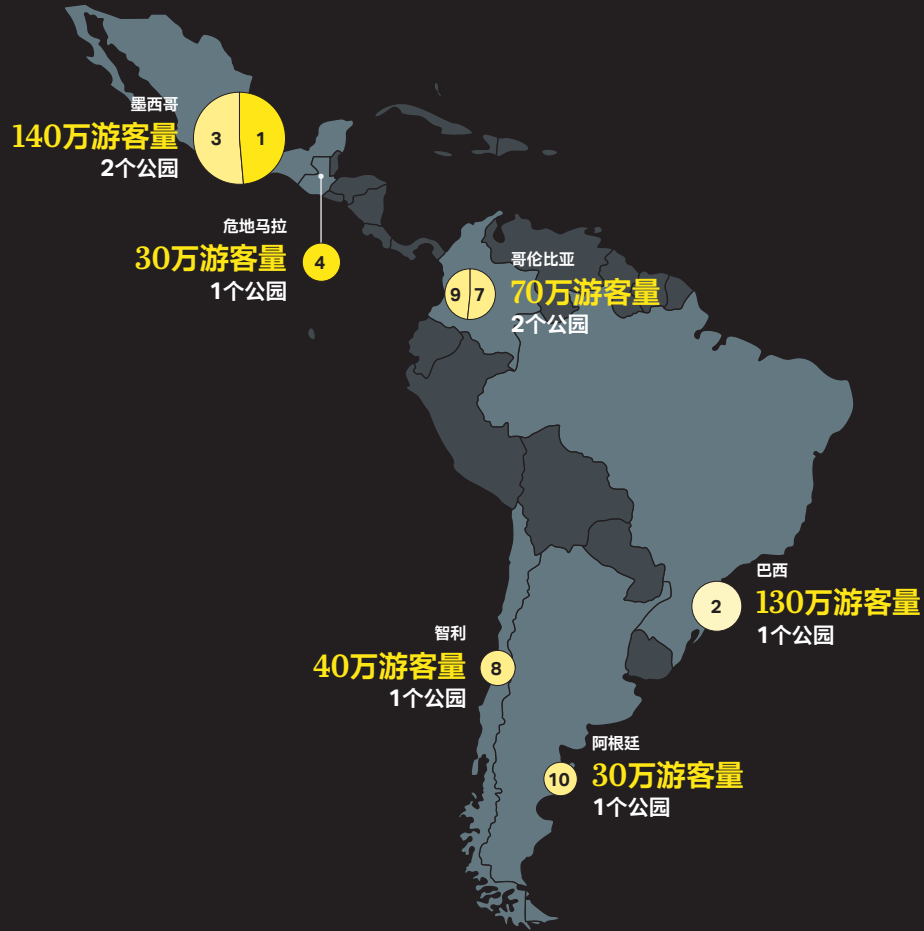 墨西哥
140万游客量
2个公园
3
1
危地马拉
30万游客量
1个公园
4
哥伦比亚
70万游客量
2个公园
9
7
巴西
130万游客量
1个公园
2
智利
40万游客量
1个公园
8
阿根廷
30万游客量
1个公园
10